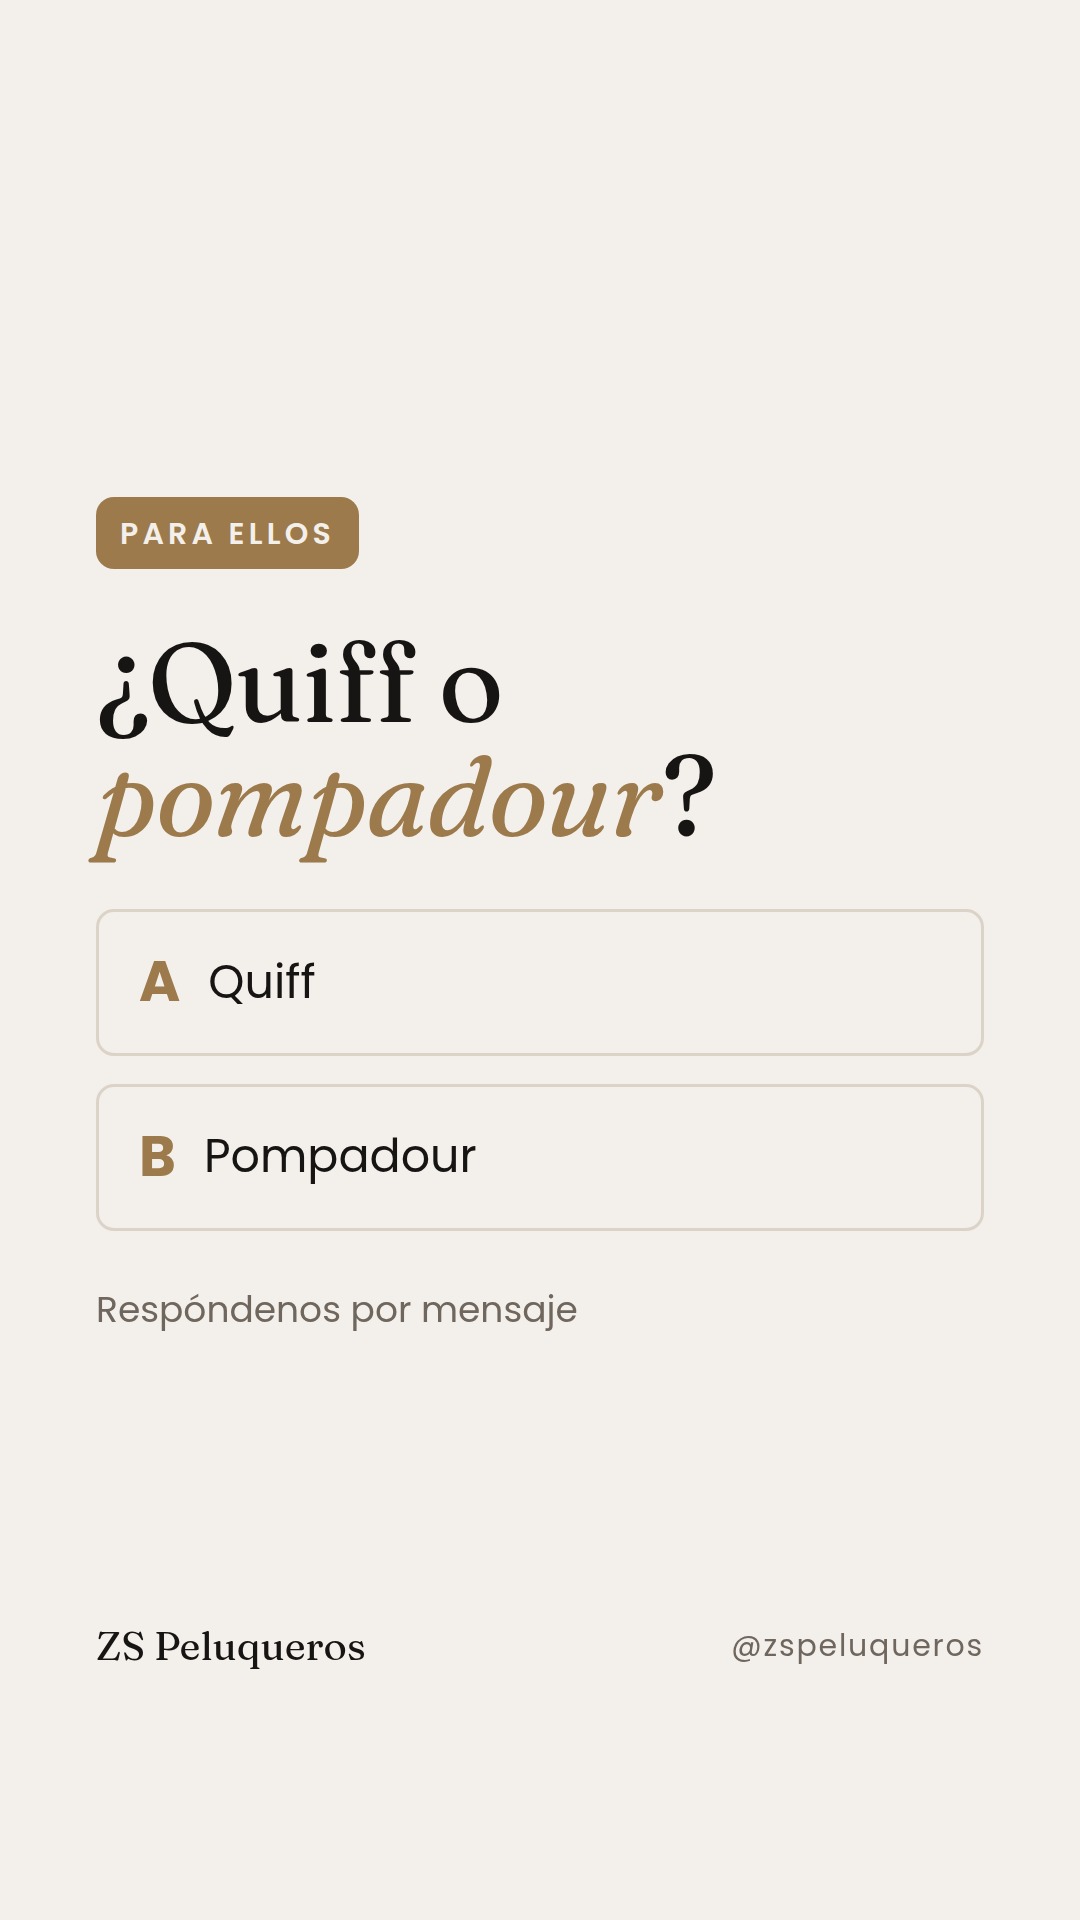 PARA ELLOS
¿Quiff o
pompadour?
A Quiff
B Pompadour
Respóndenos por mensaje
ZS Peluqueros
@zspeluqueros